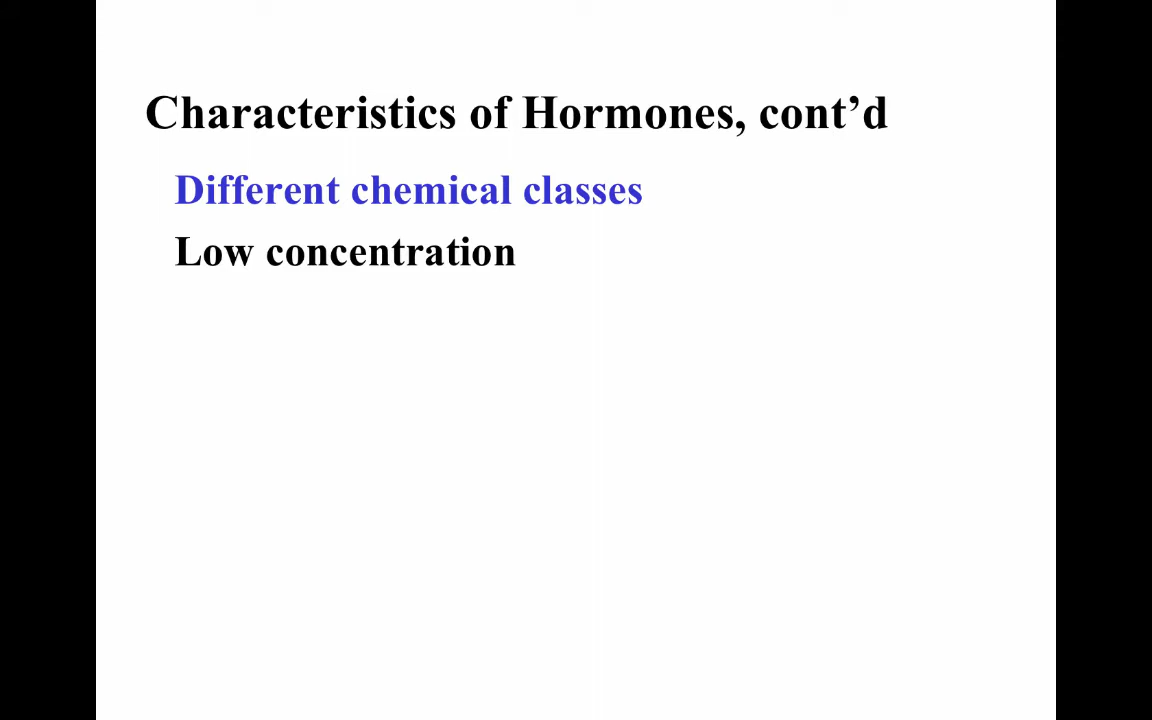 Characteristics of Hormones, cont’d
Different chemical classes
Low concentration